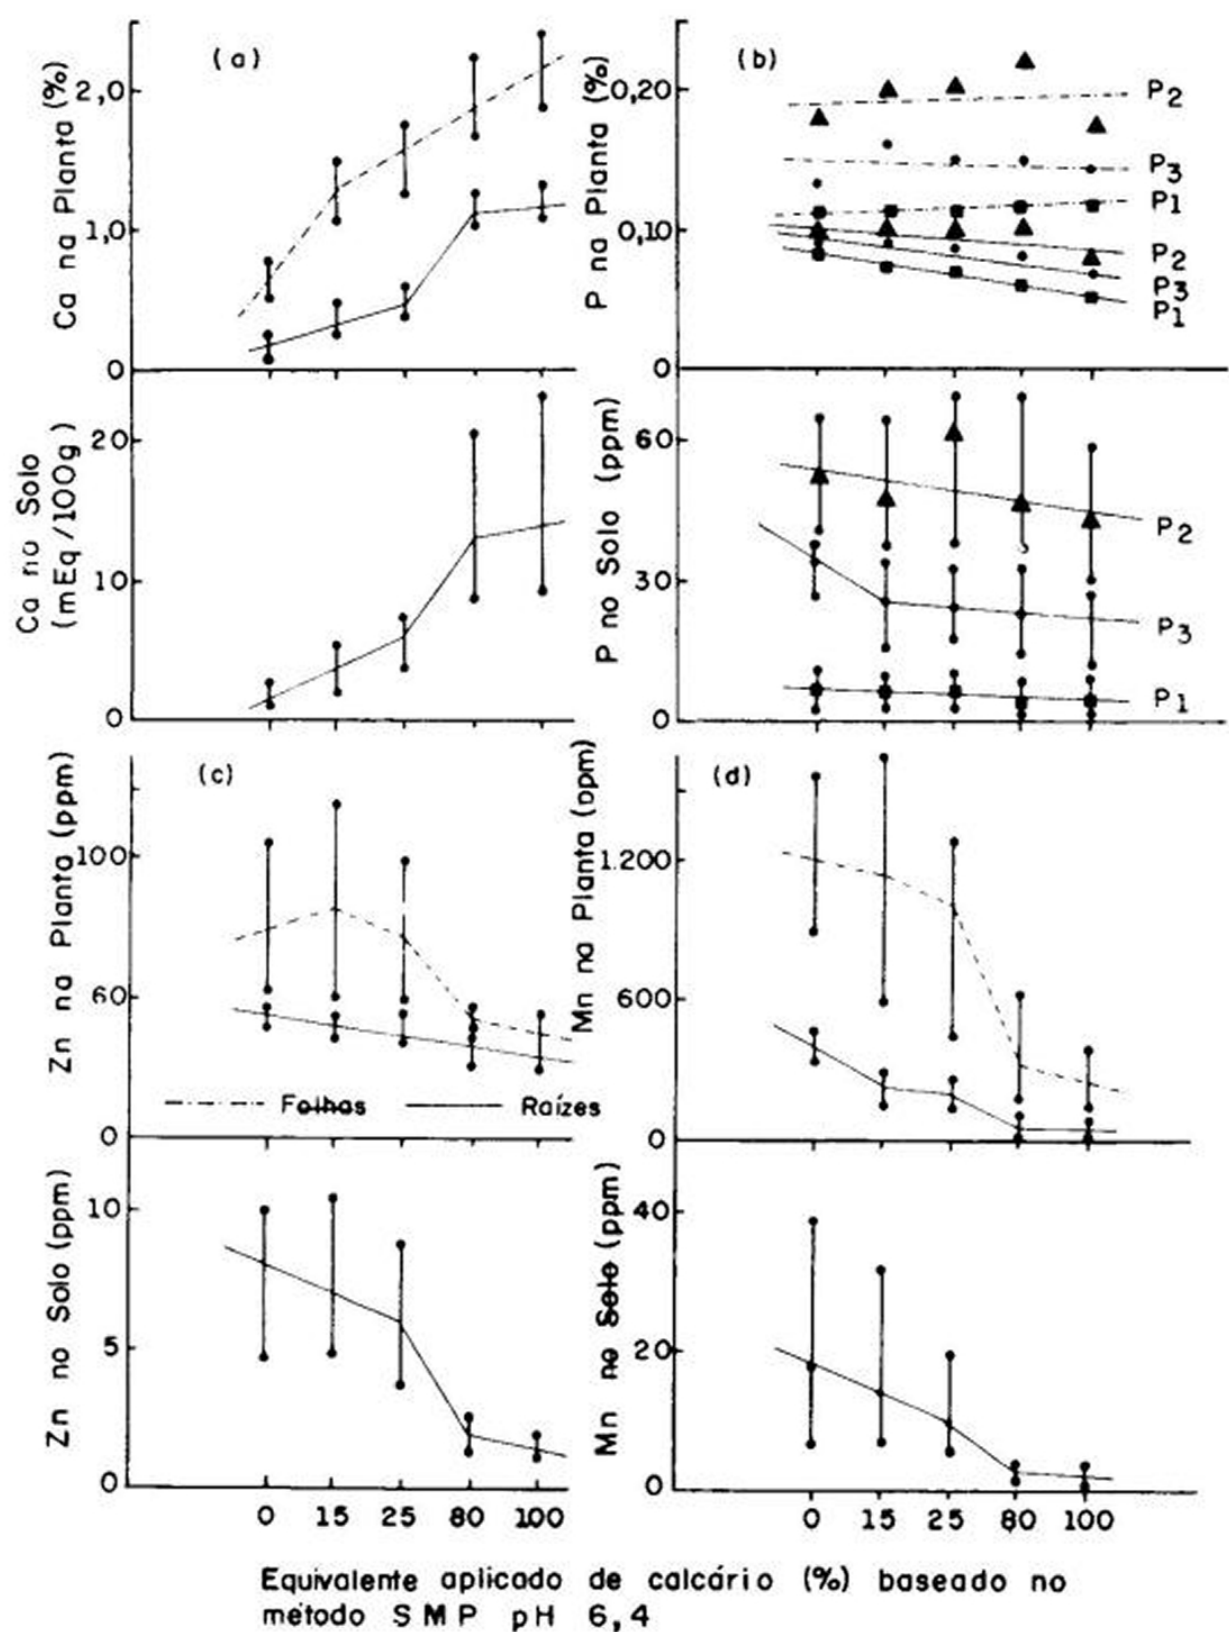 (a)
Ca na Planta (%)
2,0
1,0
0
(b)
P na Planta (%)
0,20
0,10
0
P2
P3
P1
P2
P3
P1
Ca no Solo
(mEq/100g)
20
10
0
P no Solo (ppm)
60
30
0
P2
P3
P1
(c)
Zn na Planta (ppm)
100
60
0
Folhas
Raízes
(d)
Mn na Planta (ppm)
1.200
600
0
Zn no Solo (ppm)
10
5
0
0 15 25 80 100
Mn no Solo (ppm)
40
20
0
0 15 25 80 100
Equivalente aplicado de calcário (%) baseado no
método SMP pH 6,4